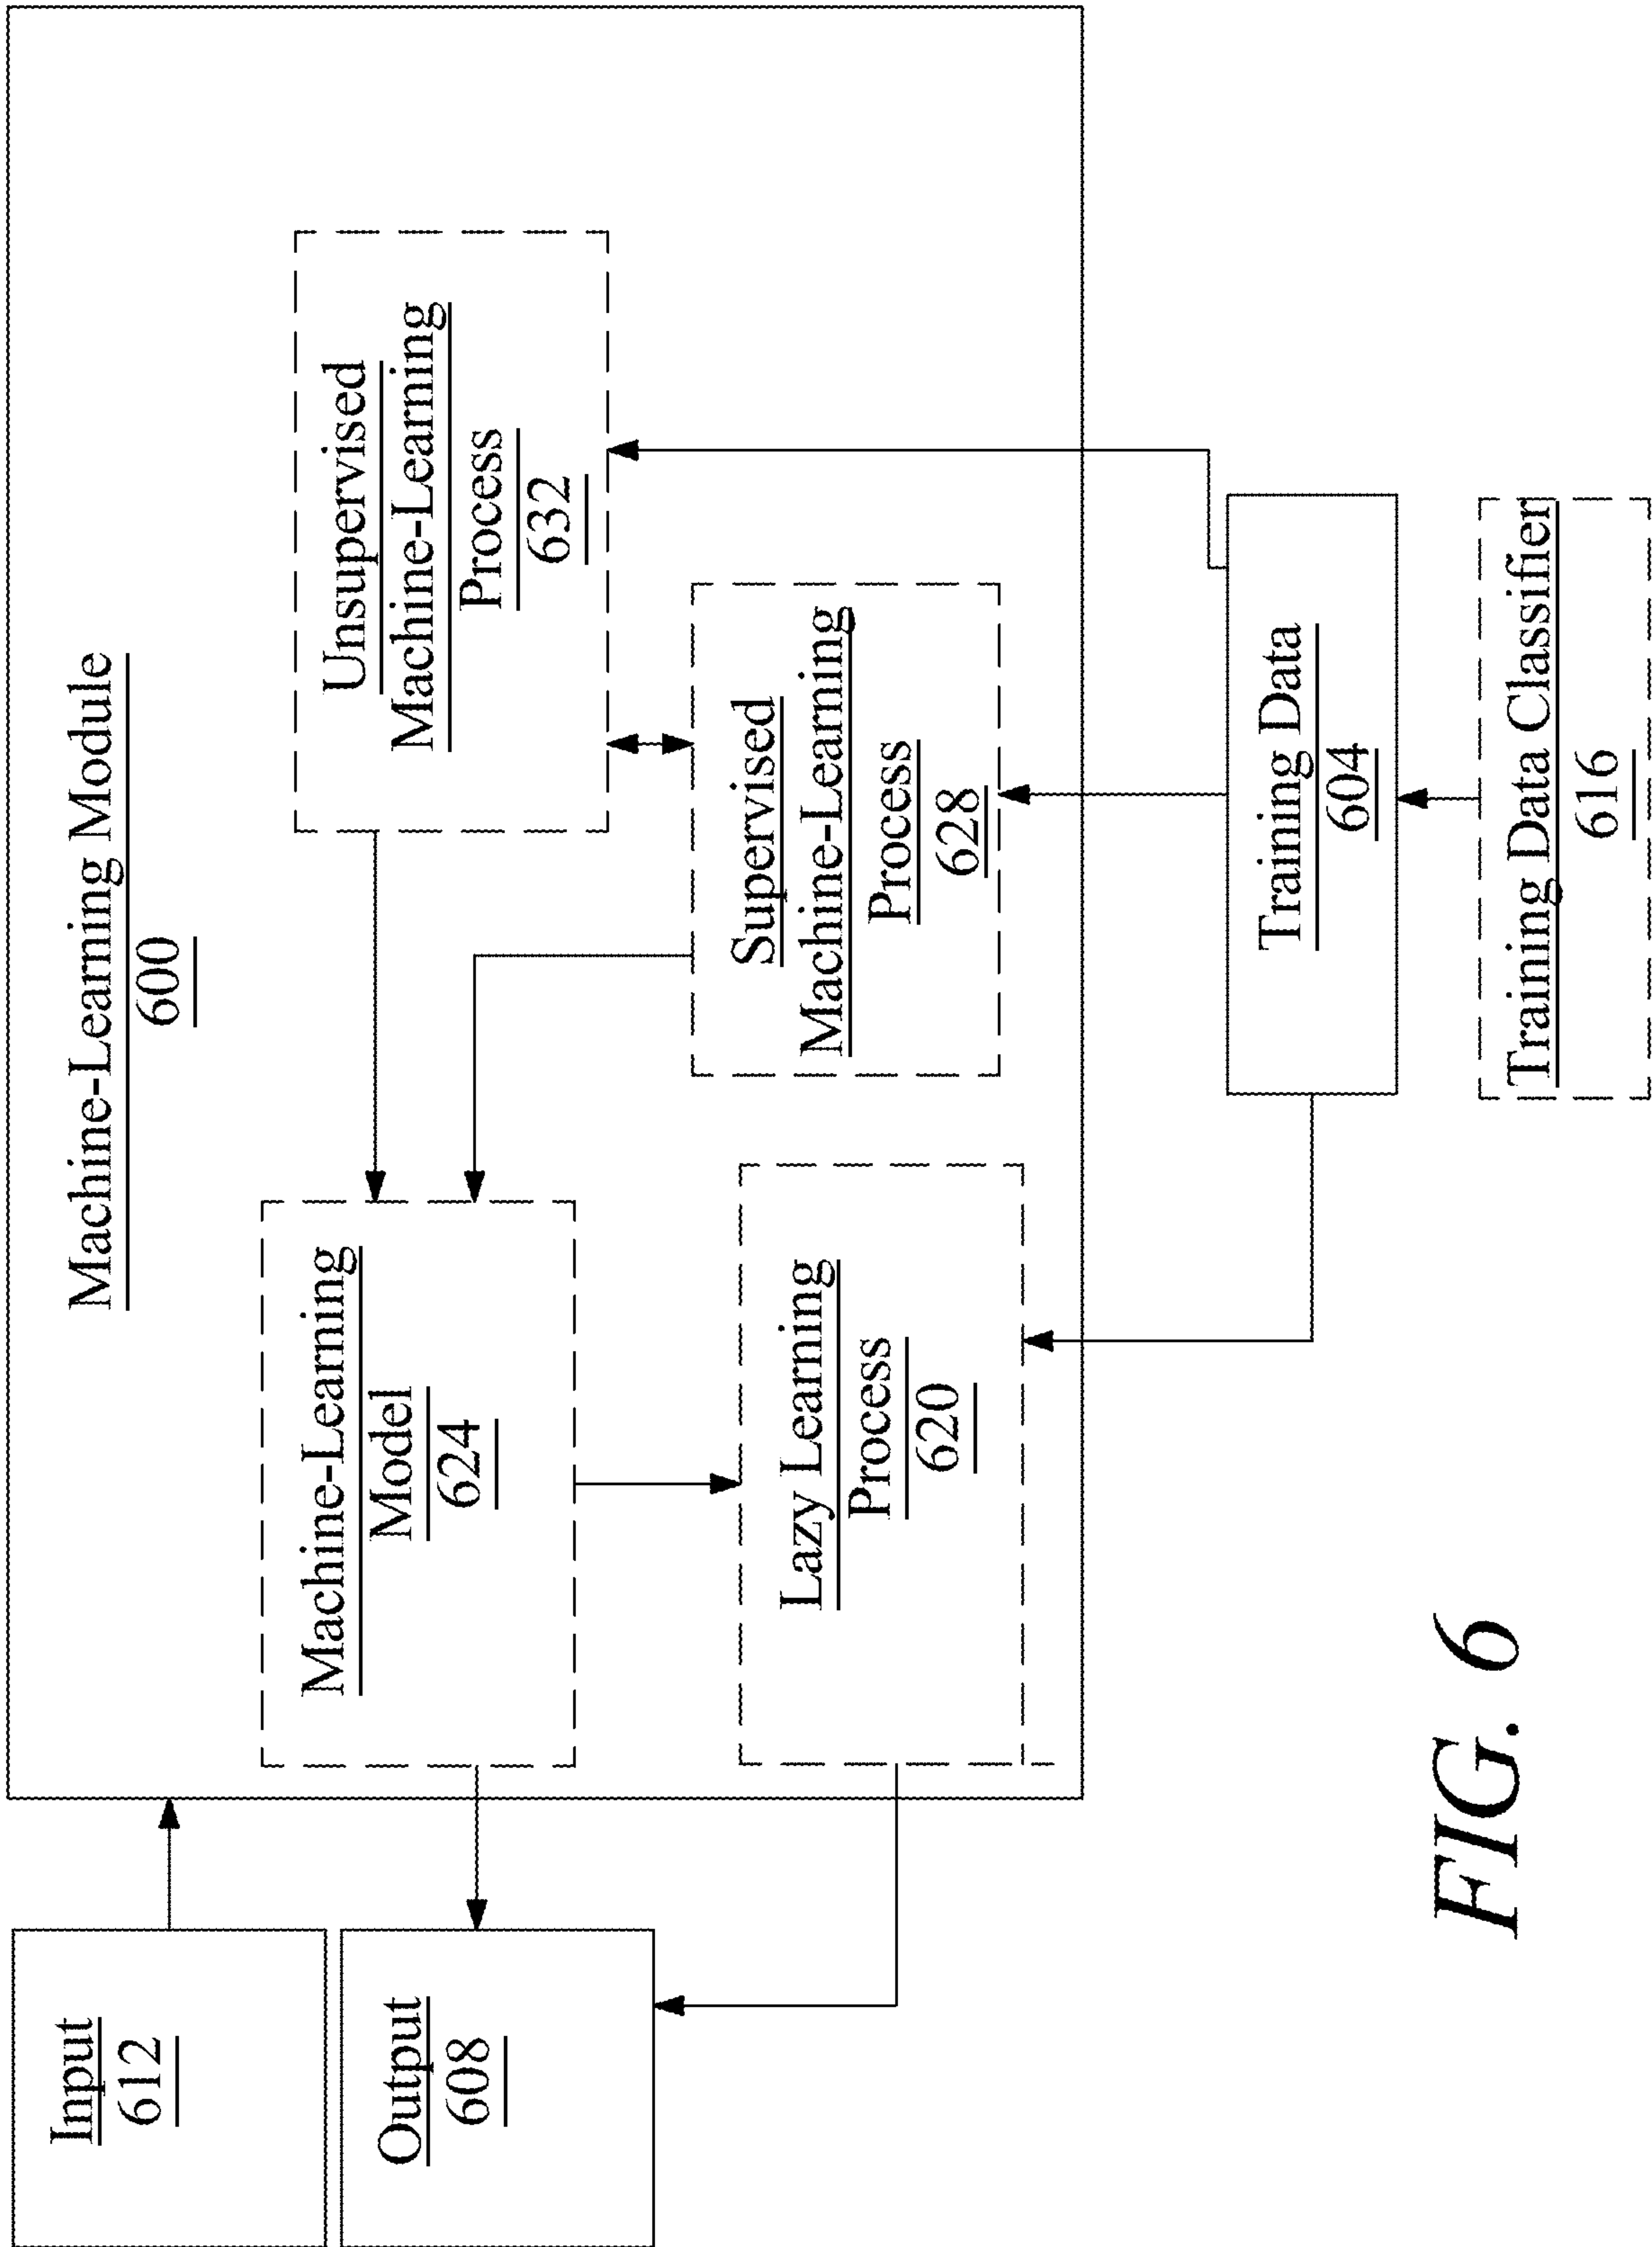 Machine-Learning Module
600
Input
612
Output
608
Machine-Learning
Model
624
Unsupervised
Machine-Learning
Process
632
Supervised
Machine-Learning
Process
628
Lazy Learning
Process
620
Training Data
604
Training Data Classifier
616
FIG. 6